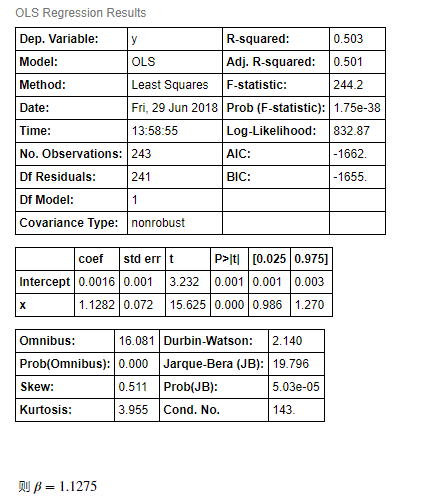 OLS Regression Results
Dep. Variable: y R-squared: 0.503
Model: OLS Adj. R-squared: 0.501
Method: Least Squares F-statistic: 244.2
Date: Fri, 29 Jun 2018 Prob (F-statistic): 1.75e-38
Time: 13:58:55 Log-Likelihood: 832.87
No. Observations: 243 AIC: -1662.
Df Residuals: 241 BIC: -1655.
Df Model: 1
Covariance Type: nonrobust
coef std err t P>|t| [0.025 0.975]
Intercept 0.0016 0.001 3.232 0.001 0.001 0.003
x 1.1282 0.072 15.625 0.000 0.986 1.270
Omnibus: 16.081 Durbin-Watson: 2.140
Prob(Omnibus): 0.000 Jarque-Bera (JB): 19.796
Skew: 0.511 Prob(JB): 5.03e-05
Kurtosis: 3.955 Cond. No. 143.
则 β = 1.1275